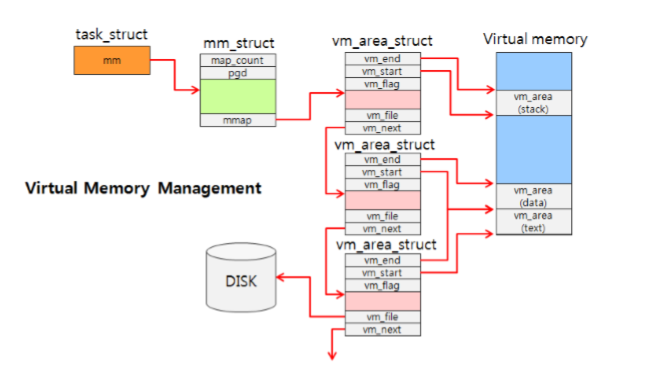 task_struct
mm
mm_struct
map_count
pgd
mmap
vm_area_struct
vm_end
vm_start
vm_flag
vm_file
vm_next
vm_area_struct
vm_end
vm_start
vm_flag
vm_file
vm_next
vm_area_struct
vm_end
vm_start
vm_flag
vm_file
vm_next
Virtual memory
vm_area
(stack)
vm_area
(data)
vm_area
(text)
Virtual Memory Management
DISK